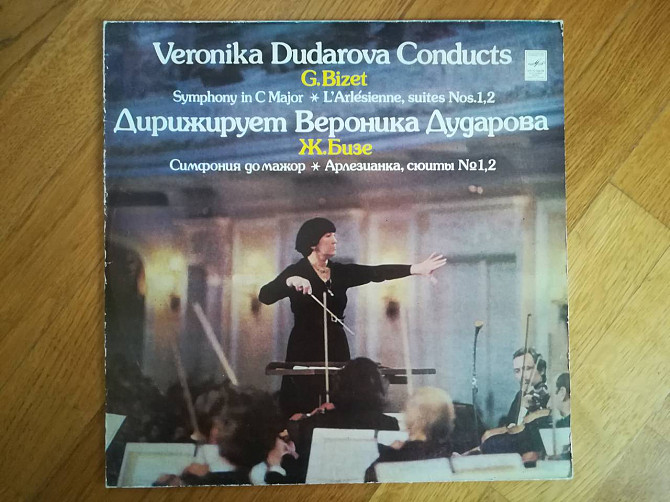 Veronika Dudarova Conducts
G.Bizet
Symphony in C Major * L'Arlésienne, suites Nos.1,2
Дирижирует Вероника Дударова
Ж.Бизе
Симфония до мажор * Арлезианка, сюиты №1,2